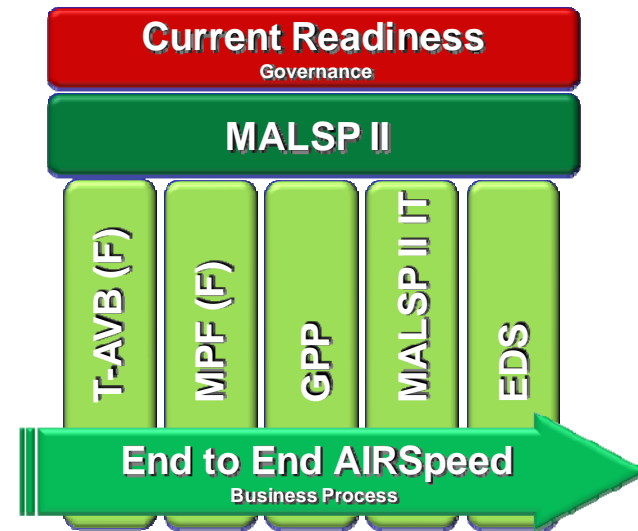 Current Readiness
Governance
MALSP II
T-AVB (F)
MPF (F)
GPP
MALSP II IT
EDS
End to End AIRSpeed
Business Process